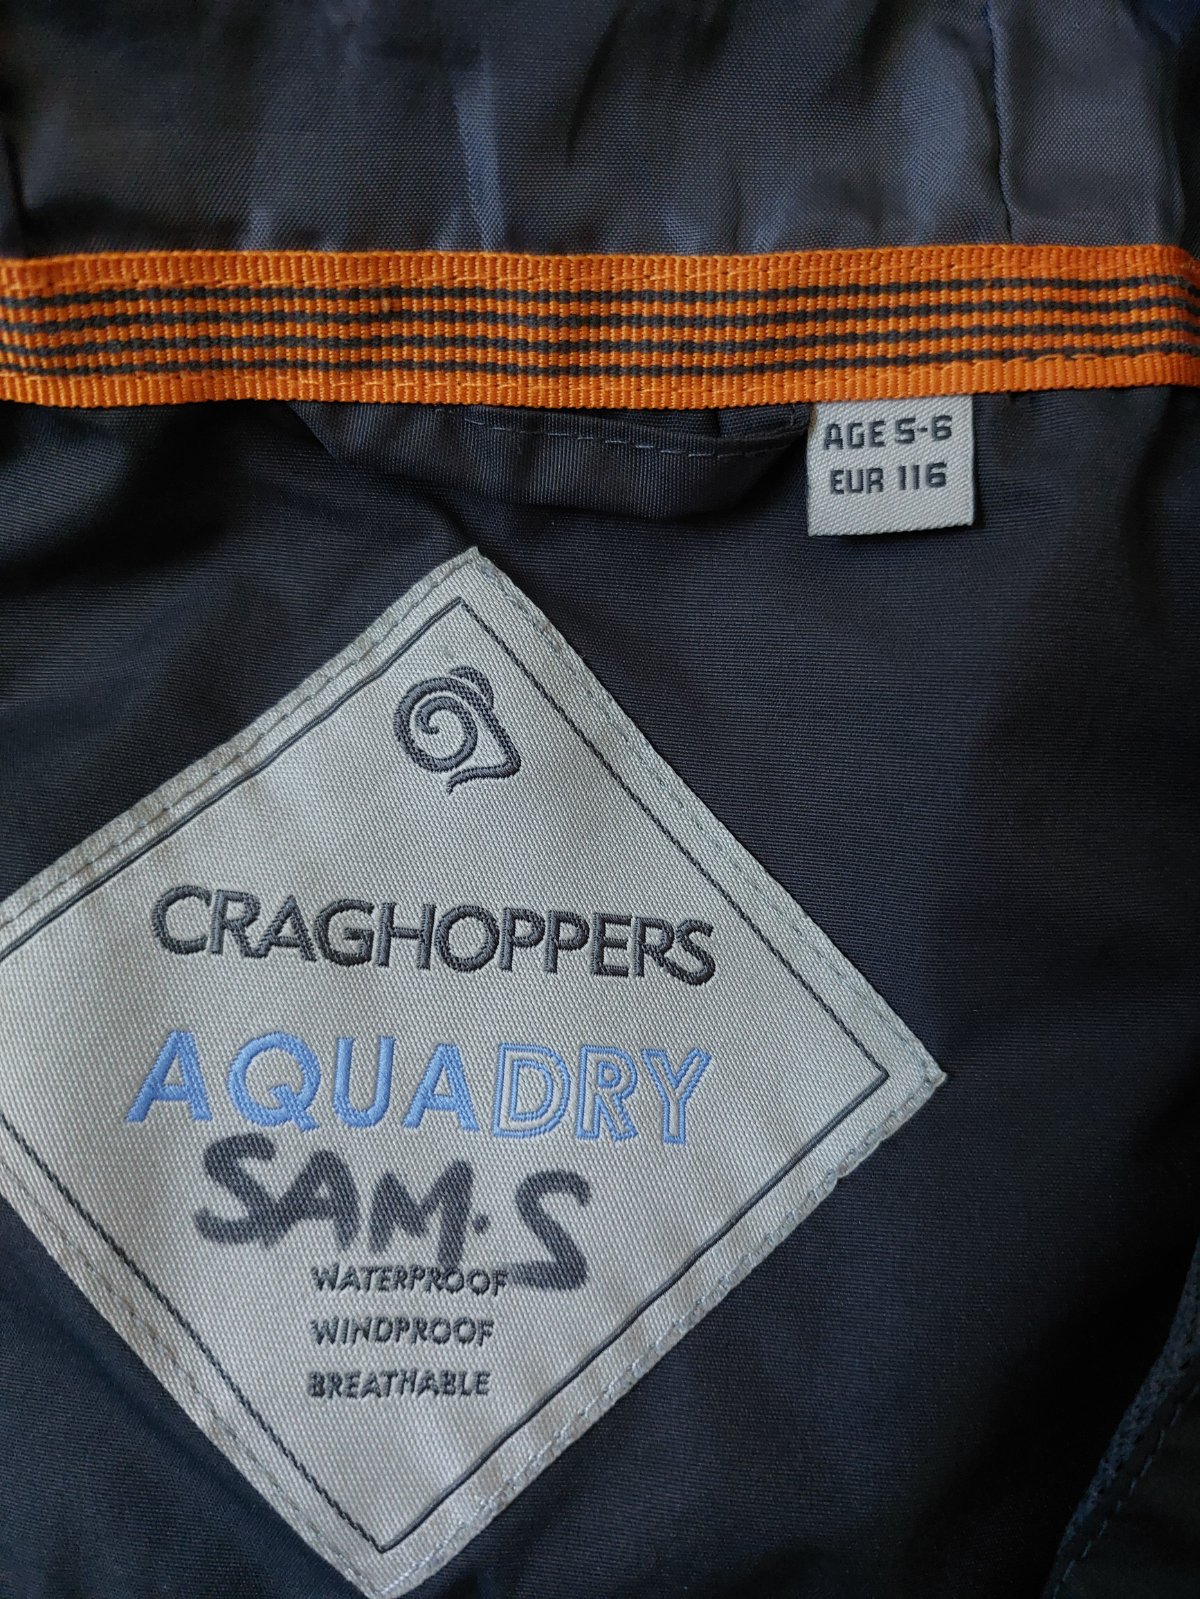 AGE 5-6
EUR 116
CRAGHOPPERS
AQUADRY
SAM.S
WATERPROOF
WINDPROOF
BREATHABLE